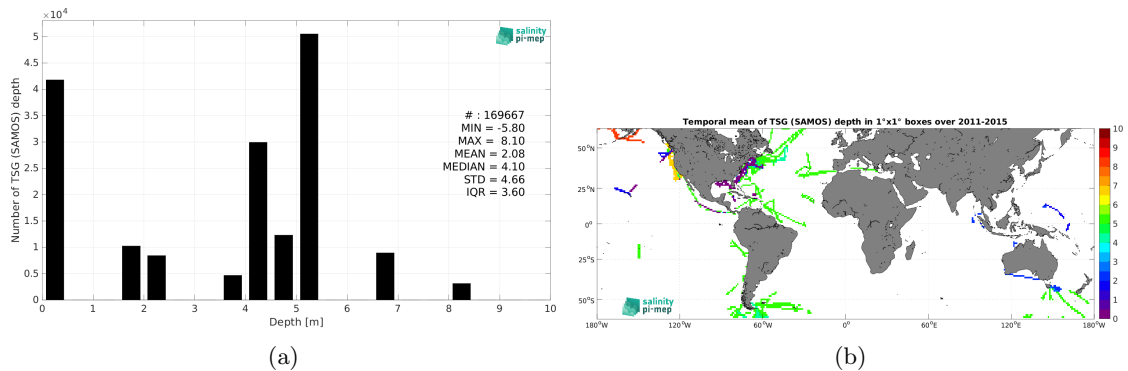 ×10⁴
5
4.5
4
3.5
3
2.5
2
1.5
1
0.5
0
Number of TSG (SAMOS) depth
salinity
pi-mep
# : 169667
MIN = -5.80
MAX = 8.10
MEAN = 2.08
MEDIAN = 4.10
STD = 4.66
IQR = 3.60
0 1 2 3 4 5 6 7 8 9 10
Depth [m]
(a)
Temporal mean of TSG (SAMOS) depth in 1°x1° boxes over 2011-2015
50°N
25°N
0°
25°S
50°S
salinity
pi-mep
180°W 120°W 60°W 0° 60°E 120°E 180°W
10
9
8
7
6
5
4
3
2
1
0
(b)